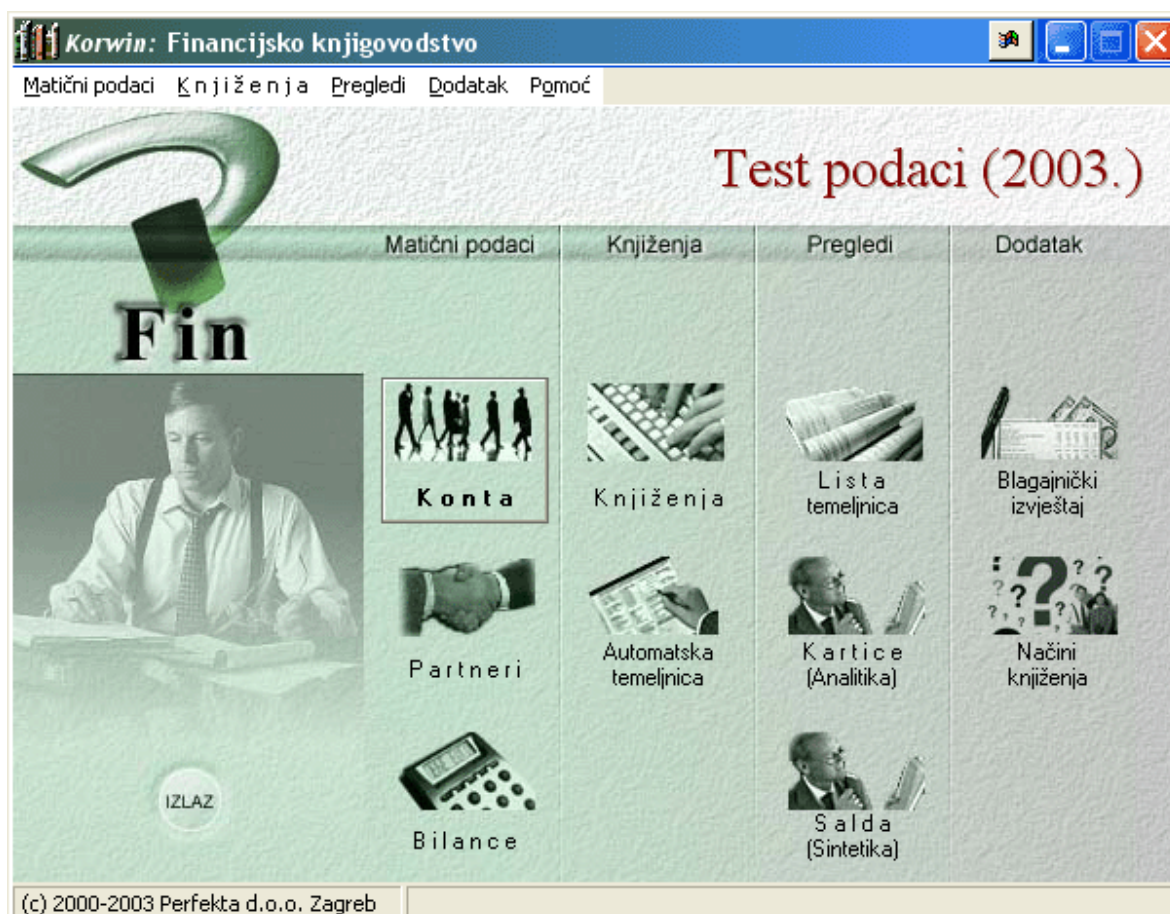 Korwin: Financijsko knjigovodstvo
Matični podaci Knjiženja Pregledi Dodatak Pomoć
Test podaci (2003.)
Matični podaci Knjiženja Pregledi Dodatak
Fin
Konta
Knjiženja
Lista
temeljnica
Blagajnički
izvještaj
Partneri
Automatska
temeljnica
Kartice
(Analitika)
Načini
knjiženja
IZLAZ
Bilance
Salda
(Sintetika)
(c) 2000-2003 Perfekta d.o.o. Zagreb